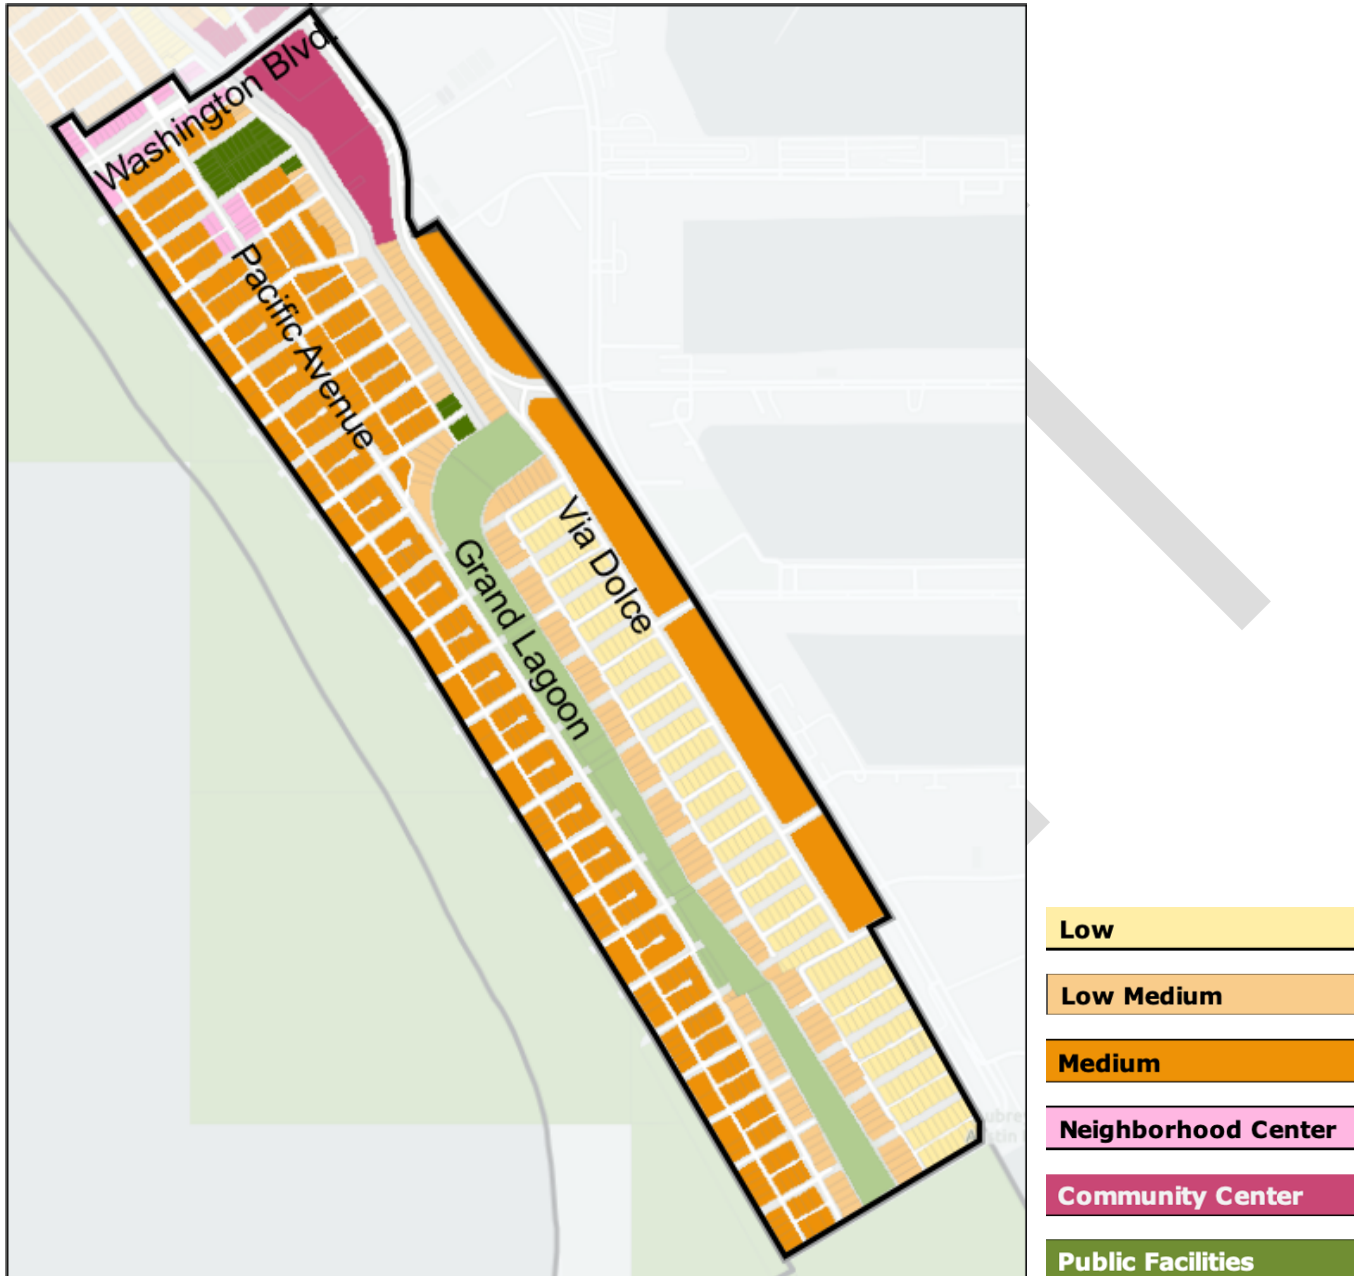 Washington Blvd.
Pacific Avenue
Via Dolce
Grand Lagoon
Low
Low Medium
Medium
Neighborhood Center
Community Center
Public Facilities